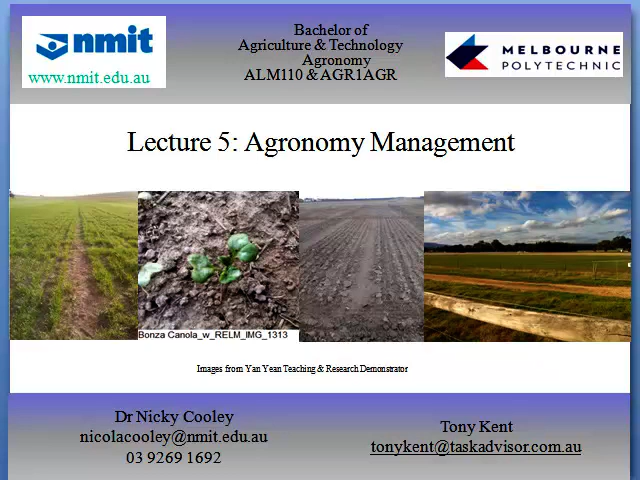 nmit
www.nmit.edu.au
Bachelor of
Agriculture & Technology
Agronomy
ALM110 & AGR1AGR
MELBOURNE
POLYTECHNIC
Lecture 5: Agronomy Management
Bonza Canola_w_RELM_IMG_1313
Images from Yan Yean Teaching & Research Demonstrator
Dr Nicky Cooley
nicolacooley@nmit.edu.au
03 9269 1692
Tony Kent
tonykent@taskadvisor.com.au